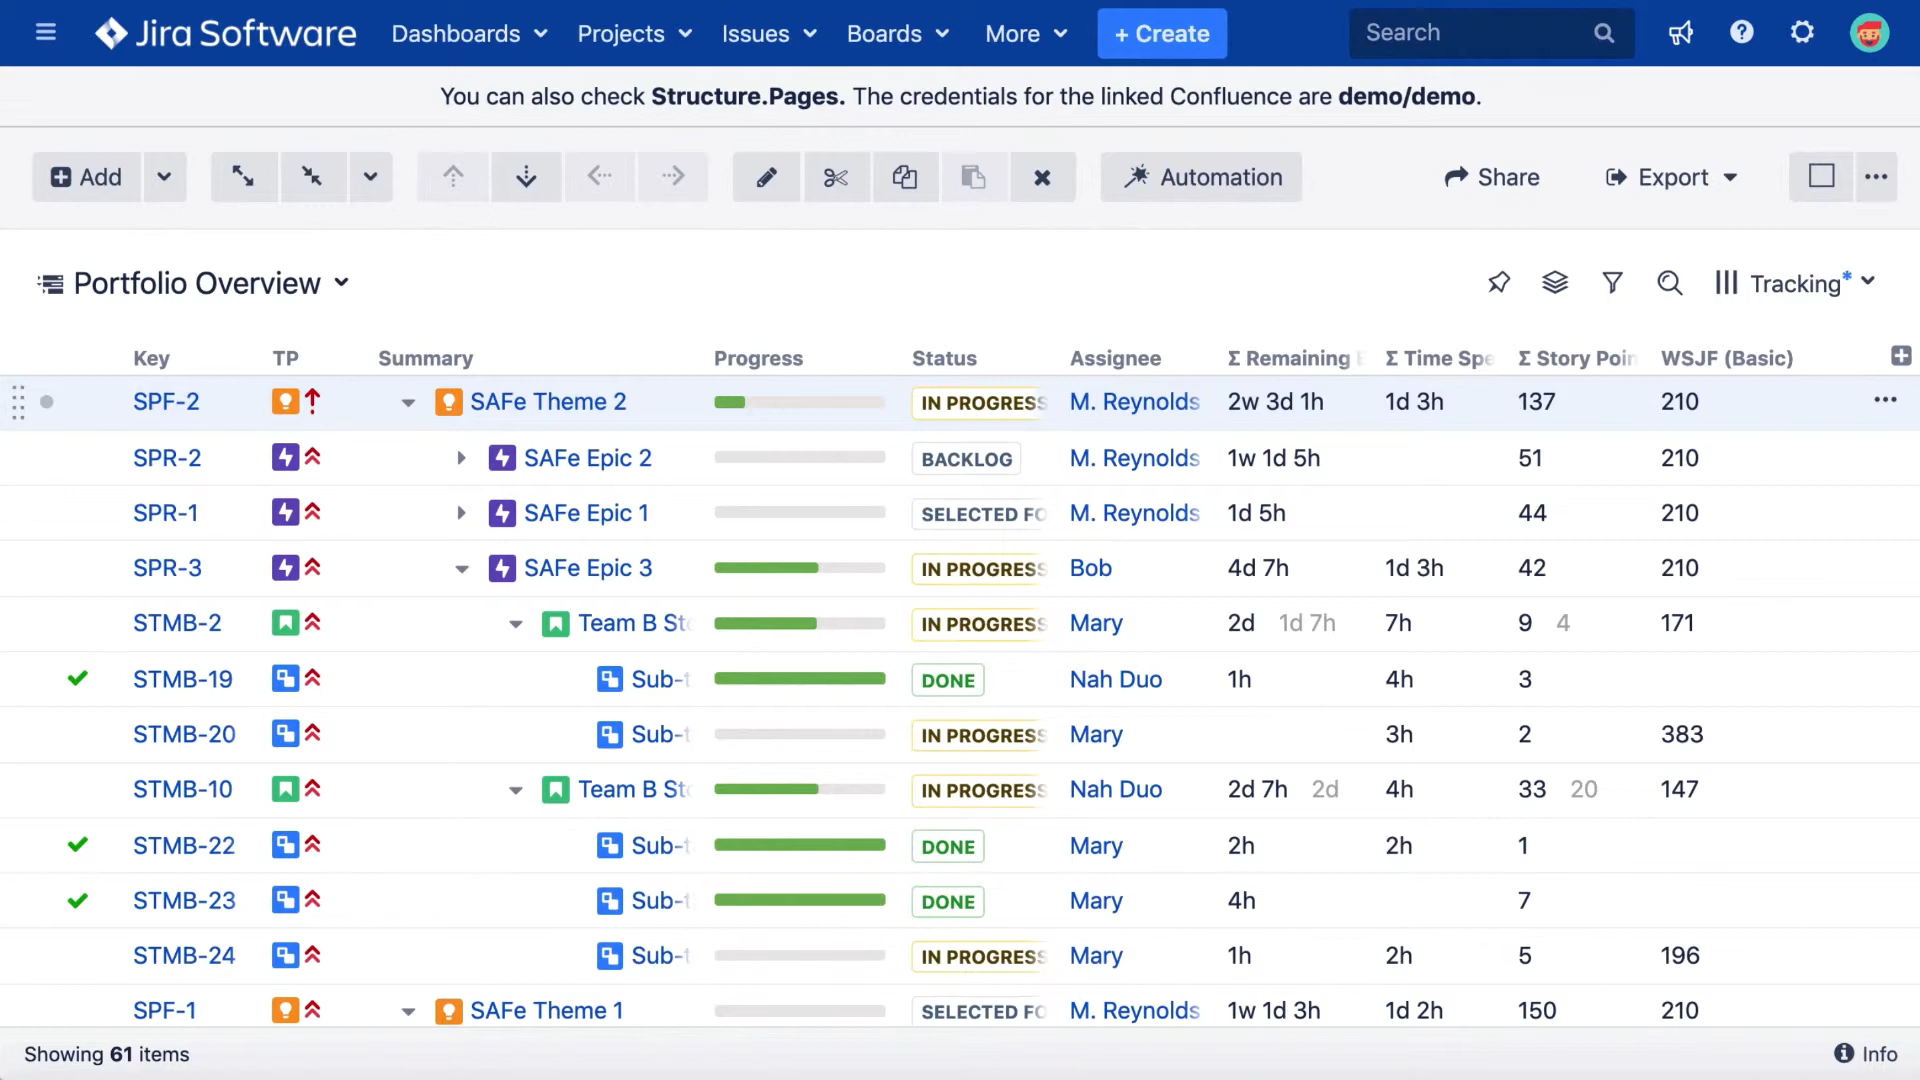 Jira Software Dashboards Projects Issues Boards More + Create Search
You can also check Structure.Pages. The credentials for the linked Confluence are demo/demo.
Add Automation Share Export
Portfolio Overview Tracking*
Key TP Summary Progress Status Assignee Σ Remaining Σ Time Spe Σ Story Poin WSJF (Basic)
SPF-2 SAFe Theme 2 IN PROGRESS M. Reynolds 2w 3d 1h 1d 3h 137 210
SPR-2 SAFe Epic 2 BACKLOG M. Reynolds 1w 1d 5h 51 210
SPR-1 SAFe Epic 1 SELECTED FO M. Reynolds 1d 5h 44 210
SPR-3 SAFe Epic 3 IN PROGRESS Bob 4d 7h 1d 3h 42 210
STMB-2 Team B Sto IN PROGRESS Mary 2d 1d 7h 7h 9 4 171
STMB-19 Sub-t DONE Nah Duo 1h 4h 3
STMB-20 Sub-t IN PROGRESS Mary 3h 2 383
STMB-10 Team B Sto IN PROGRESS Nah Duo 2d 7h 2d 4h 33 20 147
STMB-22 Sub-t DONE Mary 2h 2h 1
STMB-23 Sub-t DONE Mary 4h 7
STMB-24 Sub-t IN PROGRESS Mary 1h 2h 5 196
SPF-1 SAFe Theme 1 SELECTED FO M. Reynolds 1w 1d 3h 1d 2h 150 210
Showing 61 items Info